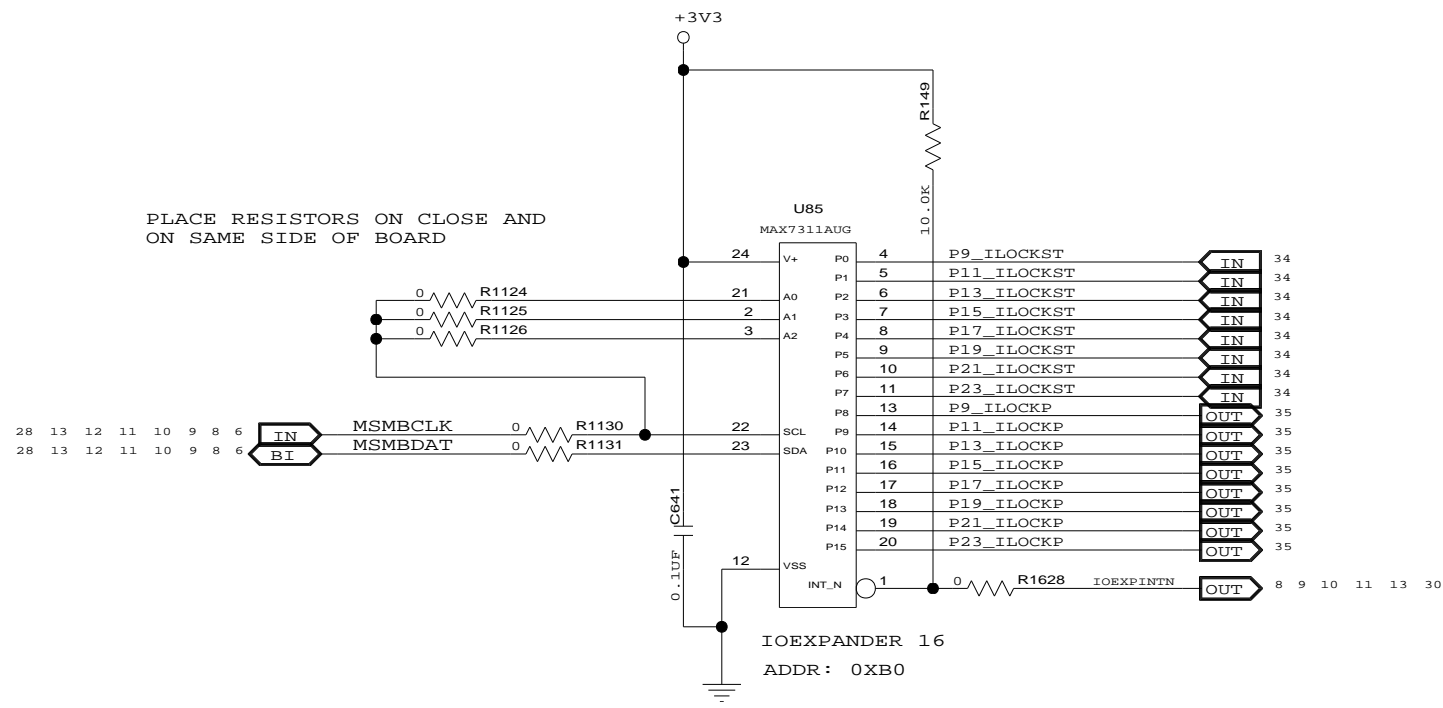 +3V3
R149
10.0K
PLACE RESISTORS ON CLOSE AND
ON SAME SIDE OF BOARD
U85
MAX7311AUG
24 V+ P0 4 P9_ILOCKST IN 34
P1 5 P11_ILOCKST IN 34
0 R1124 21 A0 P2 6 P13_ILOCKST IN 34
0 R1125 2 A1 P3 7 P15_ILOCKST IN 34
0 R1126 3 A2 P4 8 P17_ILOCKST IN 34
P5 9 P19_ILOCKST IN 34
P6 10 P21_ILOCKST IN 34
P7 11 P23_ILOCKST IN 34
P8 13 P9_ILOCKP OUT 35
28 13 12 11 10 9 8 6 IN MSMBCLK 0 R1130 22 SCL P9 14 P11_ILOCKP OUT 35
28 13 12 11 10 9 8 6 BI MSMBDAT 0 R1131 23 SDA P10 15 P13_ILOCKP OUT 35
P11 16 P15_ILOCKP OUT 35
P12 17 P17_ILOCKP OUT 35
P13 18 P19_ILOCKP OUT 35
P14 19 P21_ILOCKP OUT 35
P15 20 P23_ILOCKP OUT 35
C641
0.1UF
12 VSS
INT_N 1 0 R1628 IOEXPINTN OUT 8 9 10 11 13 30
IOEXPANDER 16
ADDR: 0XB0